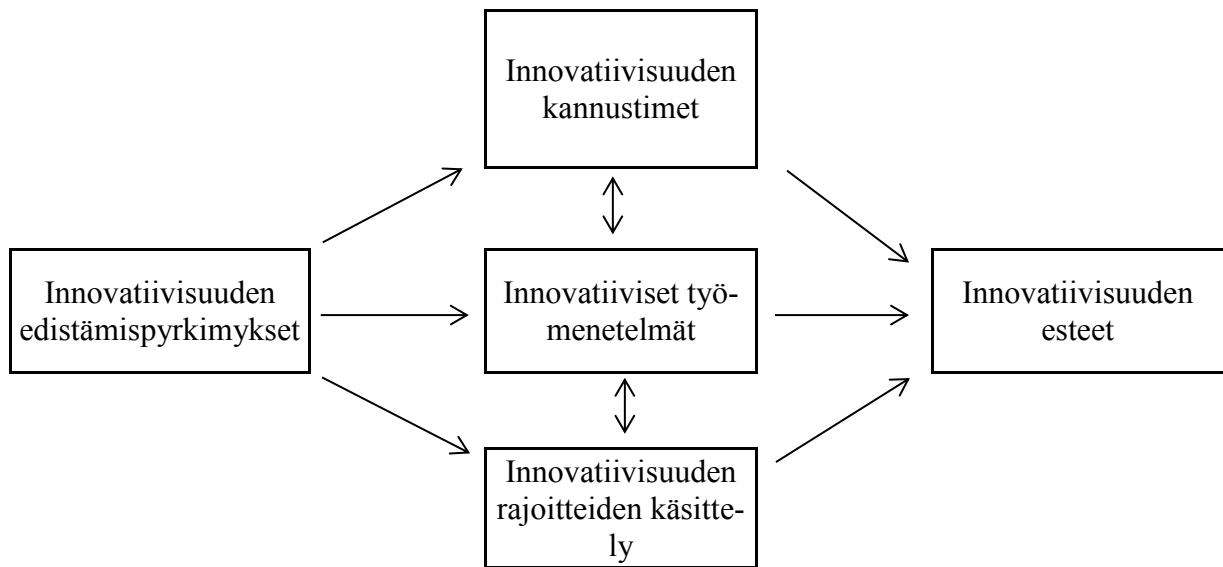 Innovatiivisuuden
kannustimet
Innovatiivisuuden
edistämispyrkimykset
Innovatiiviset työ-
menetelmät
Innovatiivisuuden
esteet
Innovatiivisuuden
rajoitteiden käsitte-
ly